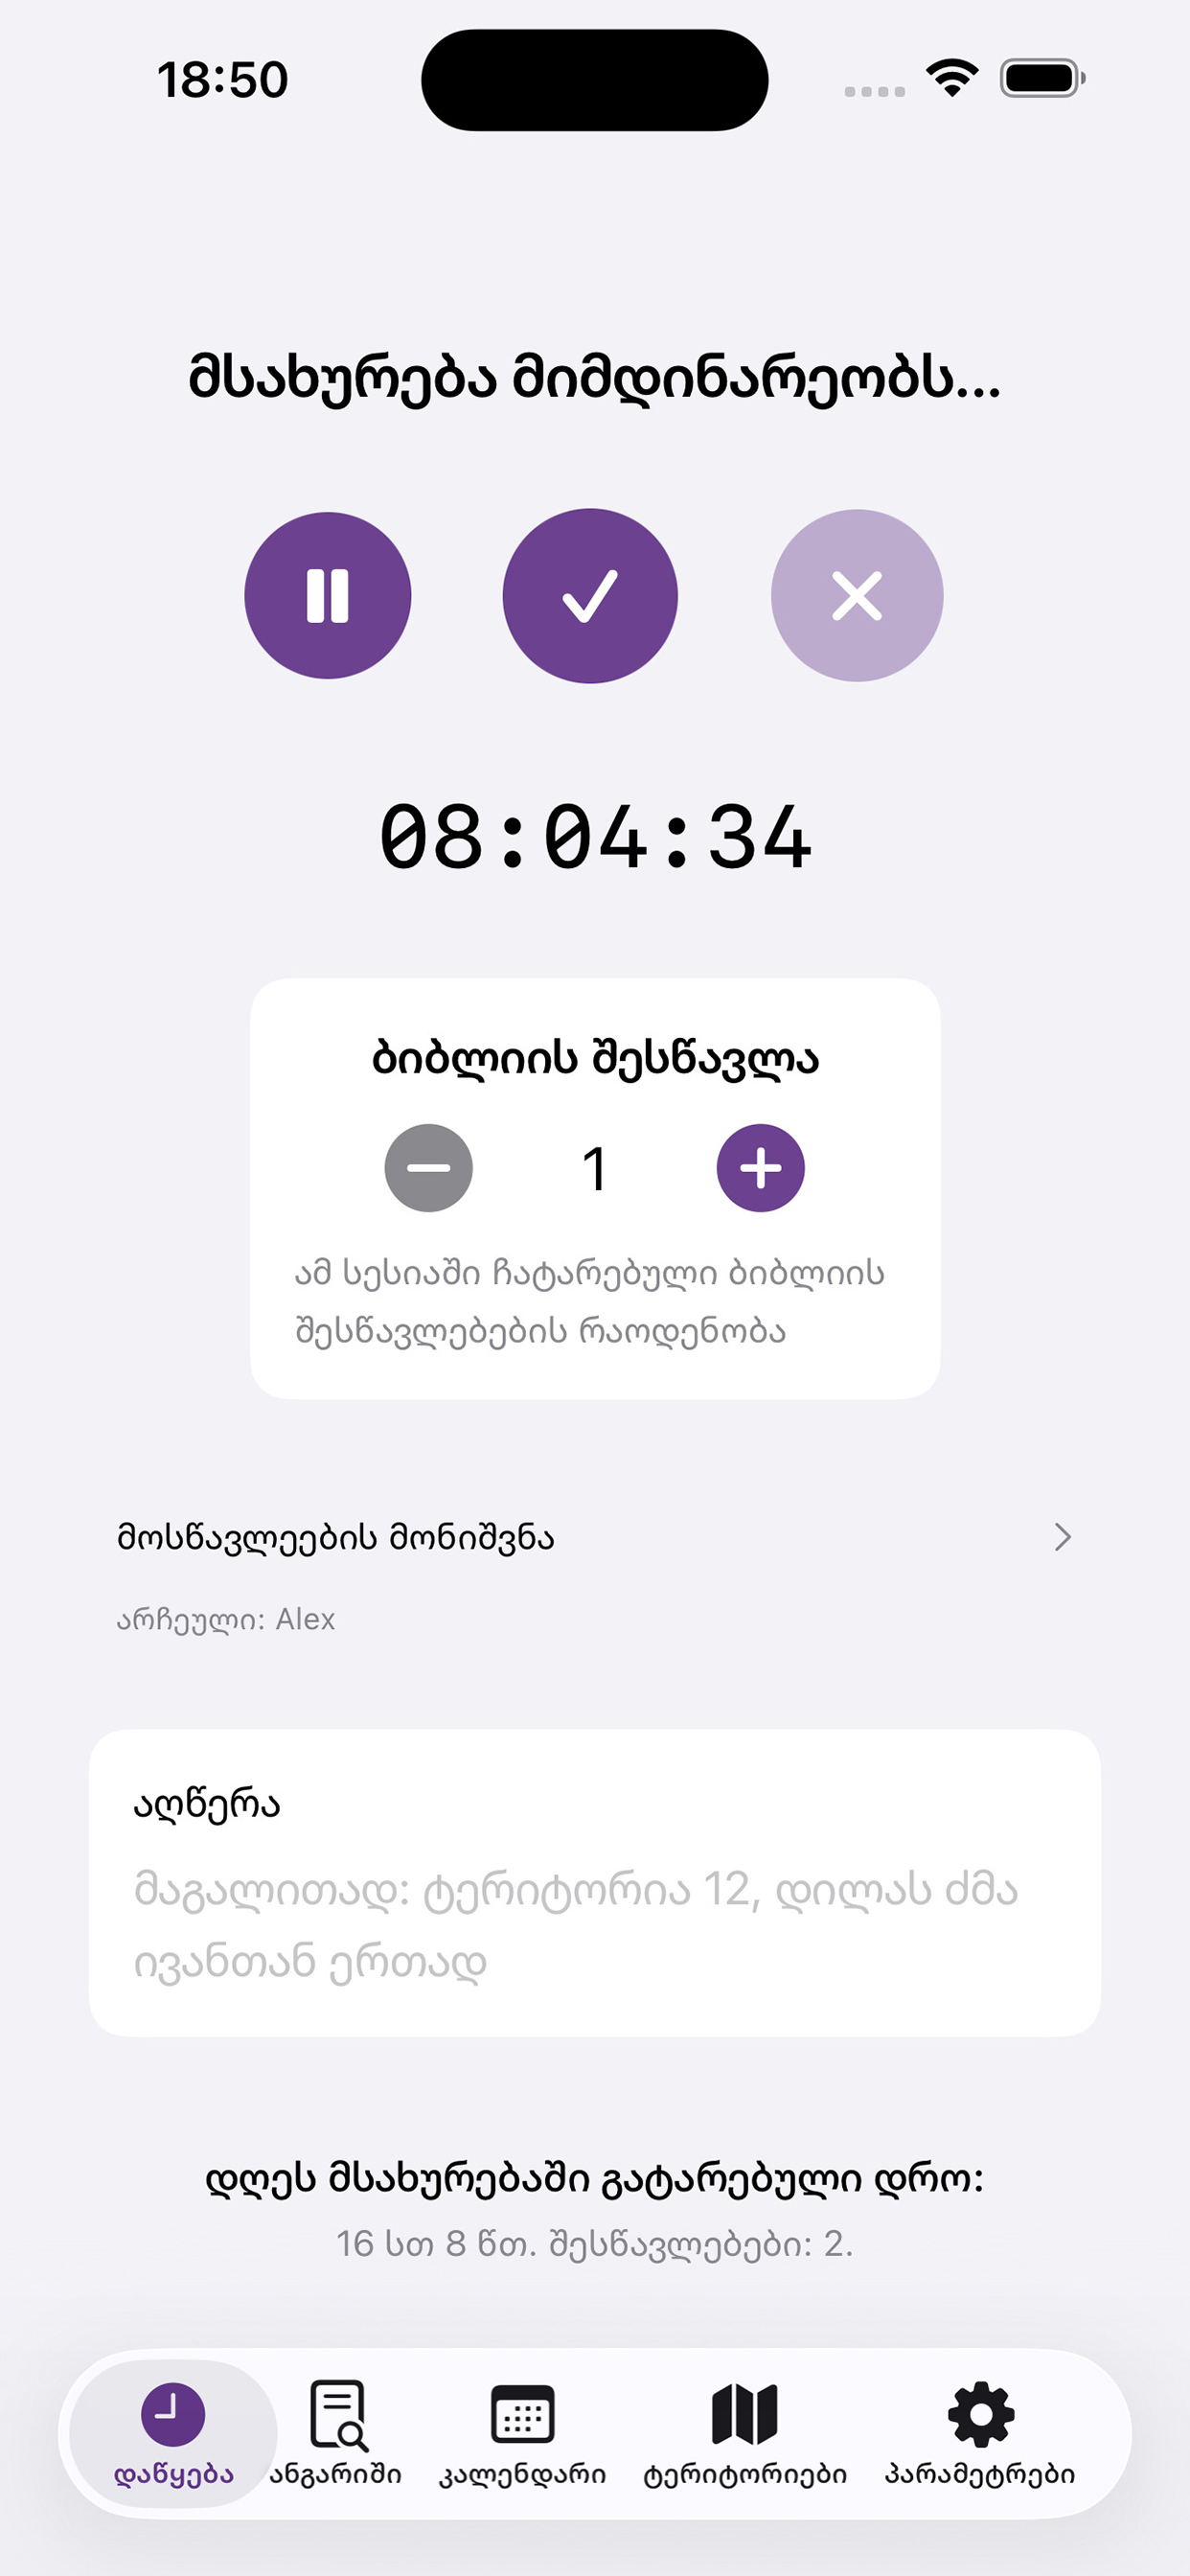 18:50
მსახურება მიმდინარეობს...
08:04:34
ბიბლიის შესწავლა
1
ამ სესიაში ჩატარებული ბიბლიის
შესწავლებების რაოდენობა
მოსწავლეების მონიშვნა
არჩეული: Alex
აღწერა
მაგალითად: ტერიტორია 12, დილას ძმა
ივანთან ერთად
დღეს მსახურებაში გატარებული დრო:
16 სთ 8 წთ. შესწავლებები: 2.
დაწყება ანგარიში კალენდარი ტერიტორიები პარამეტრები